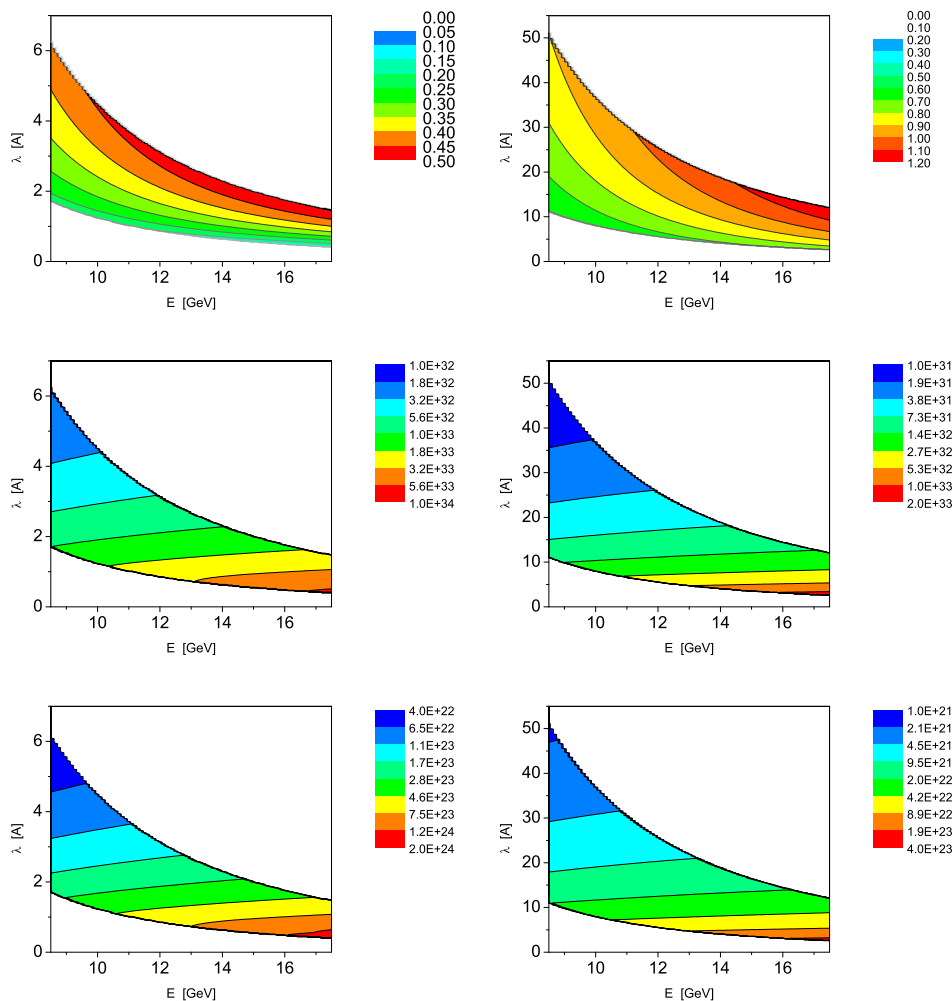 6
4
2
0
λ [A]
10 12 14 16
E [GeV]
0.00
0.05
0.10
0.15
0.20
0.25
0.30
0.35
0.40
0.45
0.50
50
40
30
20
10
0
λ [A]
10 12 14 16
E [GeV]
0.00
0.10
0.20
0.30
0.40
0.50
0.60
0.70
0.80
0.90
1.00
1.10
1.20
6
4
2
0
λ [A]
10 12 14 16
E [GeV]
1.0E+32
1.8E+32
3.2E+32
5.6E+32
1.0E+33
1.8E+33
3.2E+33
5.6E+33
1.0E+34
50
40
30
20
10
0
λ [A]
10 12 14 16
E [GeV]
1.0E+31
1.9E+31
3.8E+31
7.3E+31
1.4E+32
2.7E+32
5.3E+32
1.0E+33
2.0E+33
6
4
2
0
λ [A]
10 12 14 16
E [GeV]
4.0E+22
6.5E+22
1.1E+23
1.7E+23
2.8E+23
4.6E+23
7.5E+23
1.2E+24
2.0E+24
50
40
30
20
10
0
λ [A]
10 12 14 16
E [GeV]
1.0E+21
2.1E+21
4.5E+21
9.5E+21
2.0E+22
4.2E+22
8.9E+22
1.9E+23
4.0E+23